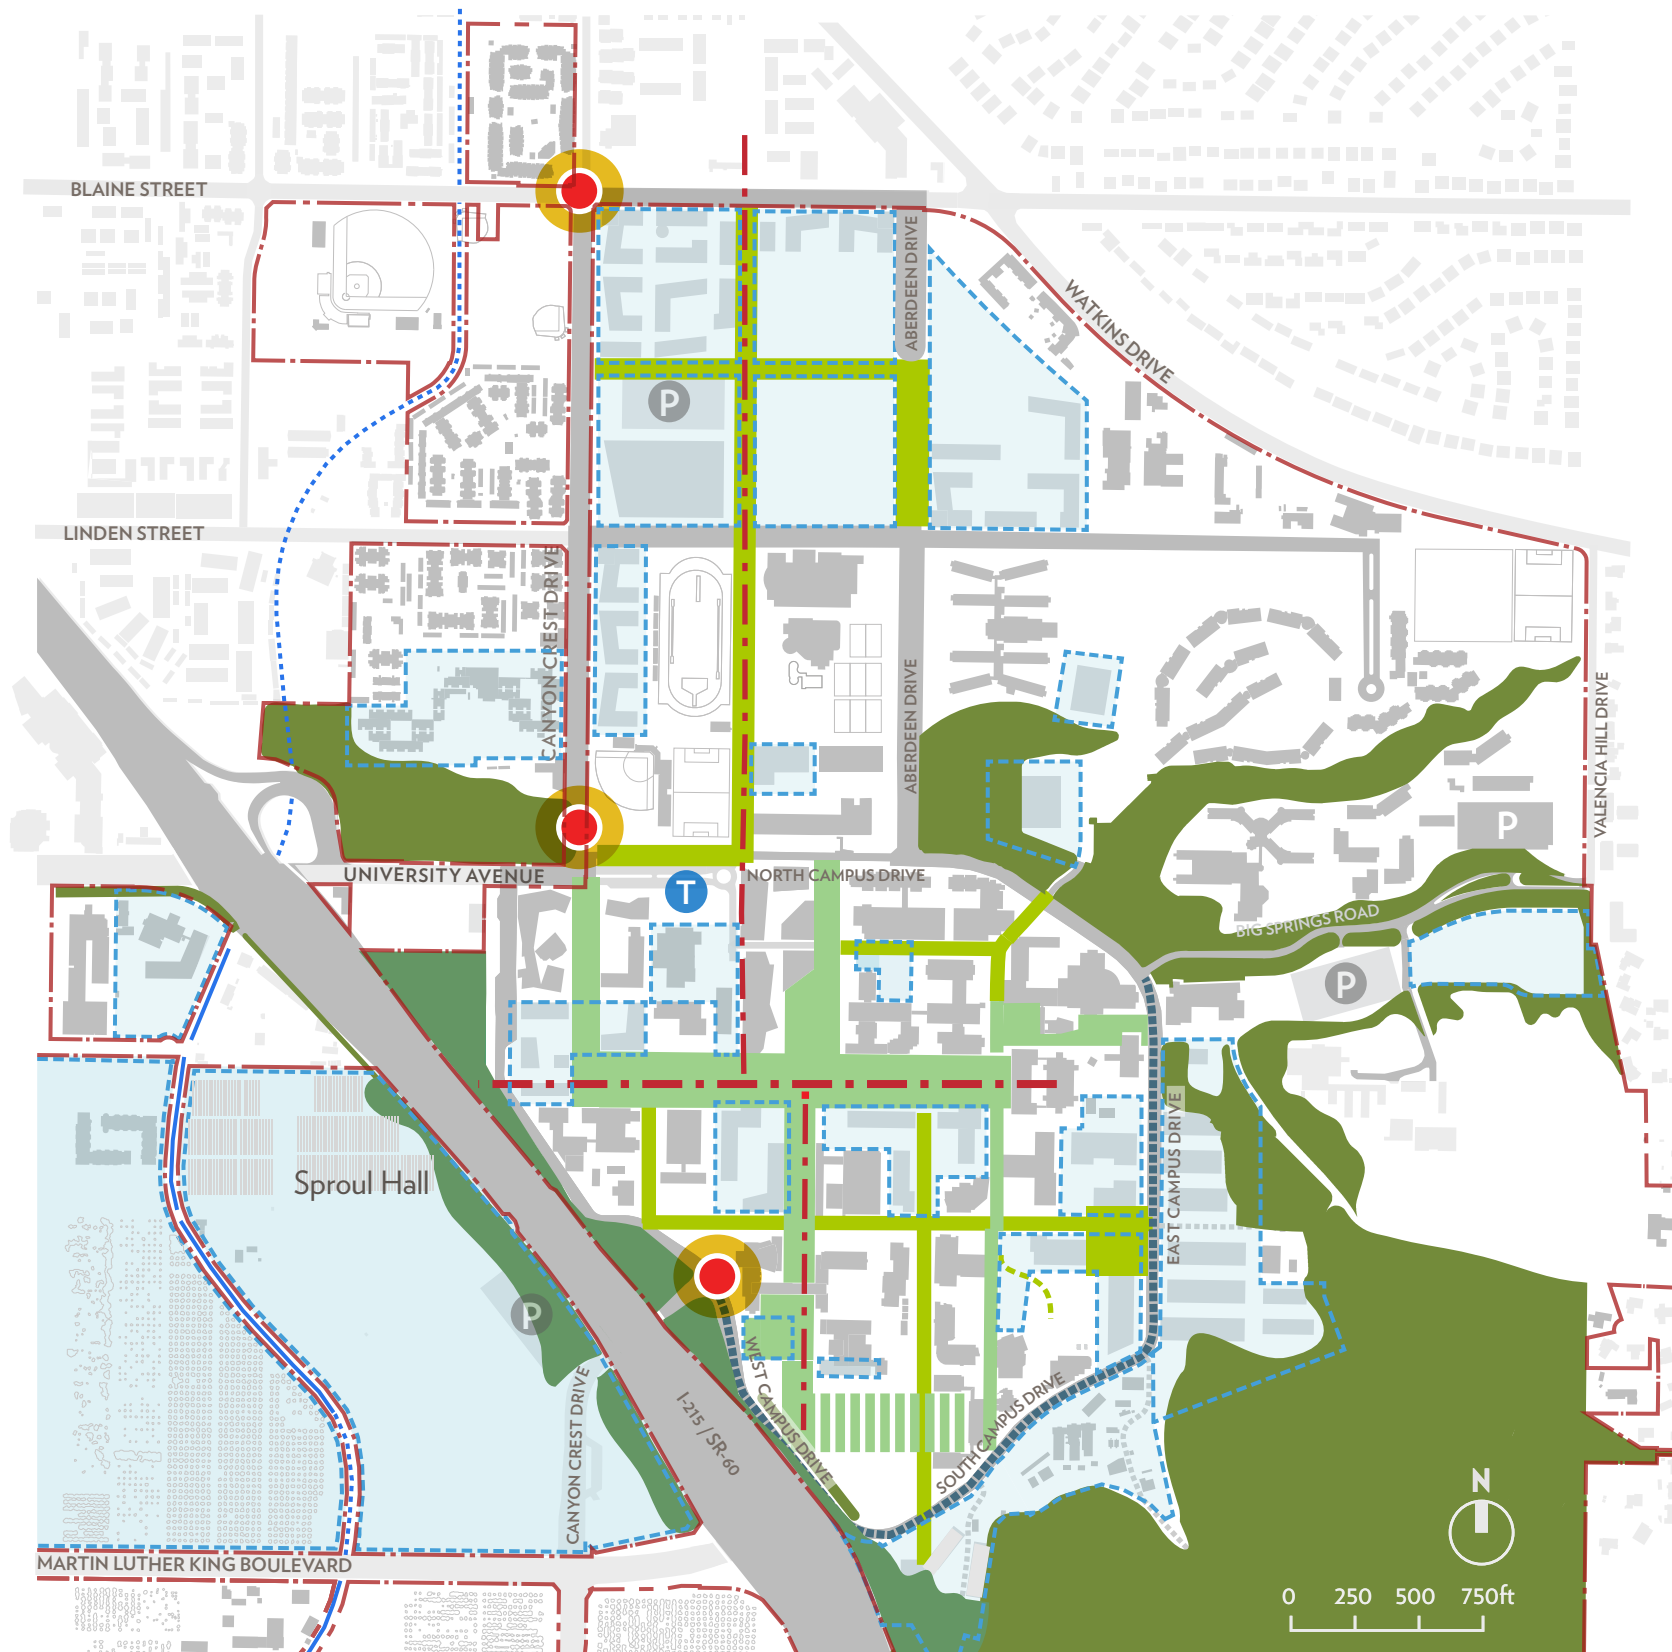 BLAINE STREET
ABERDEEN DRIVE
WATKINS DRIVE
P
LINDEN STREET
CANYON CREST DRIVE
ABERDEEN DRIVE
VALENCIA HILL DRIVE
P
UNIVERSITY AVENUE
T
NORTH CAMPUS DRIVE
BIG SPRINGS ROAD
P
Sproul Hall
EAST CAMPUS DRIVE
P
WEST CAMPUS DRIVE
I-215 / SR-60
CANYON CREST DRIVE
SOUTH CAMPUS DRIVE
N
MARTIN LUTHER KING BOULEVARD
0 250 500 750ft